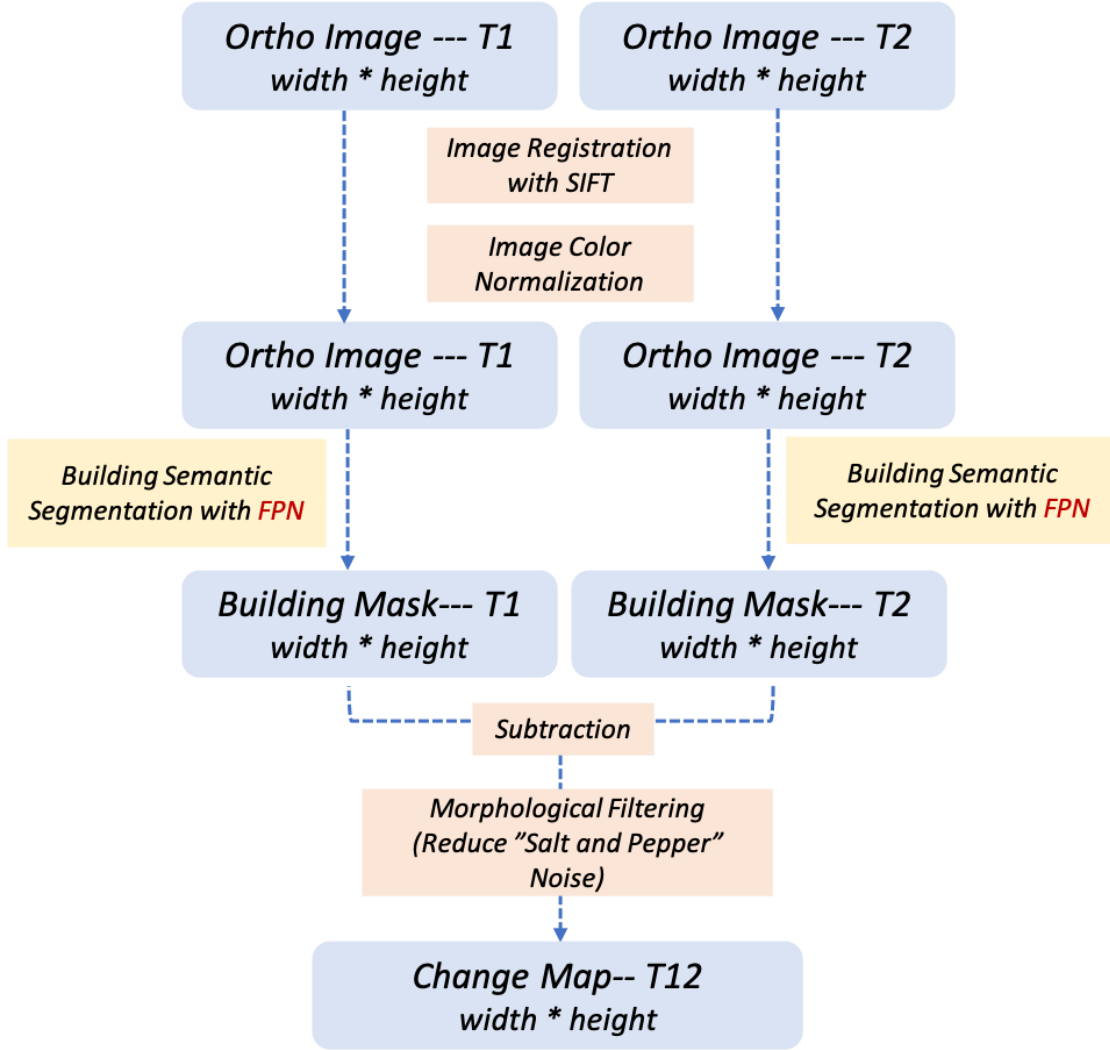 Ortho Image --- T1
width * height
Ortho Image --- T2
width * height
Image Registration
with SIFT
Image Color
Normalization
Ortho Image --- T1
width * height
Ortho Image --- T2
width * height
Building Semantic
Segmentation with FPN
Building Semantic
Segmentation with FPN
Building Mask--- T1
width * height
Building Mask--- T2
width * height
Subtraction
Morphological Filtering
(Reduce ”Salt and Pepper”
Noise)
Change Map-- T12
width * height